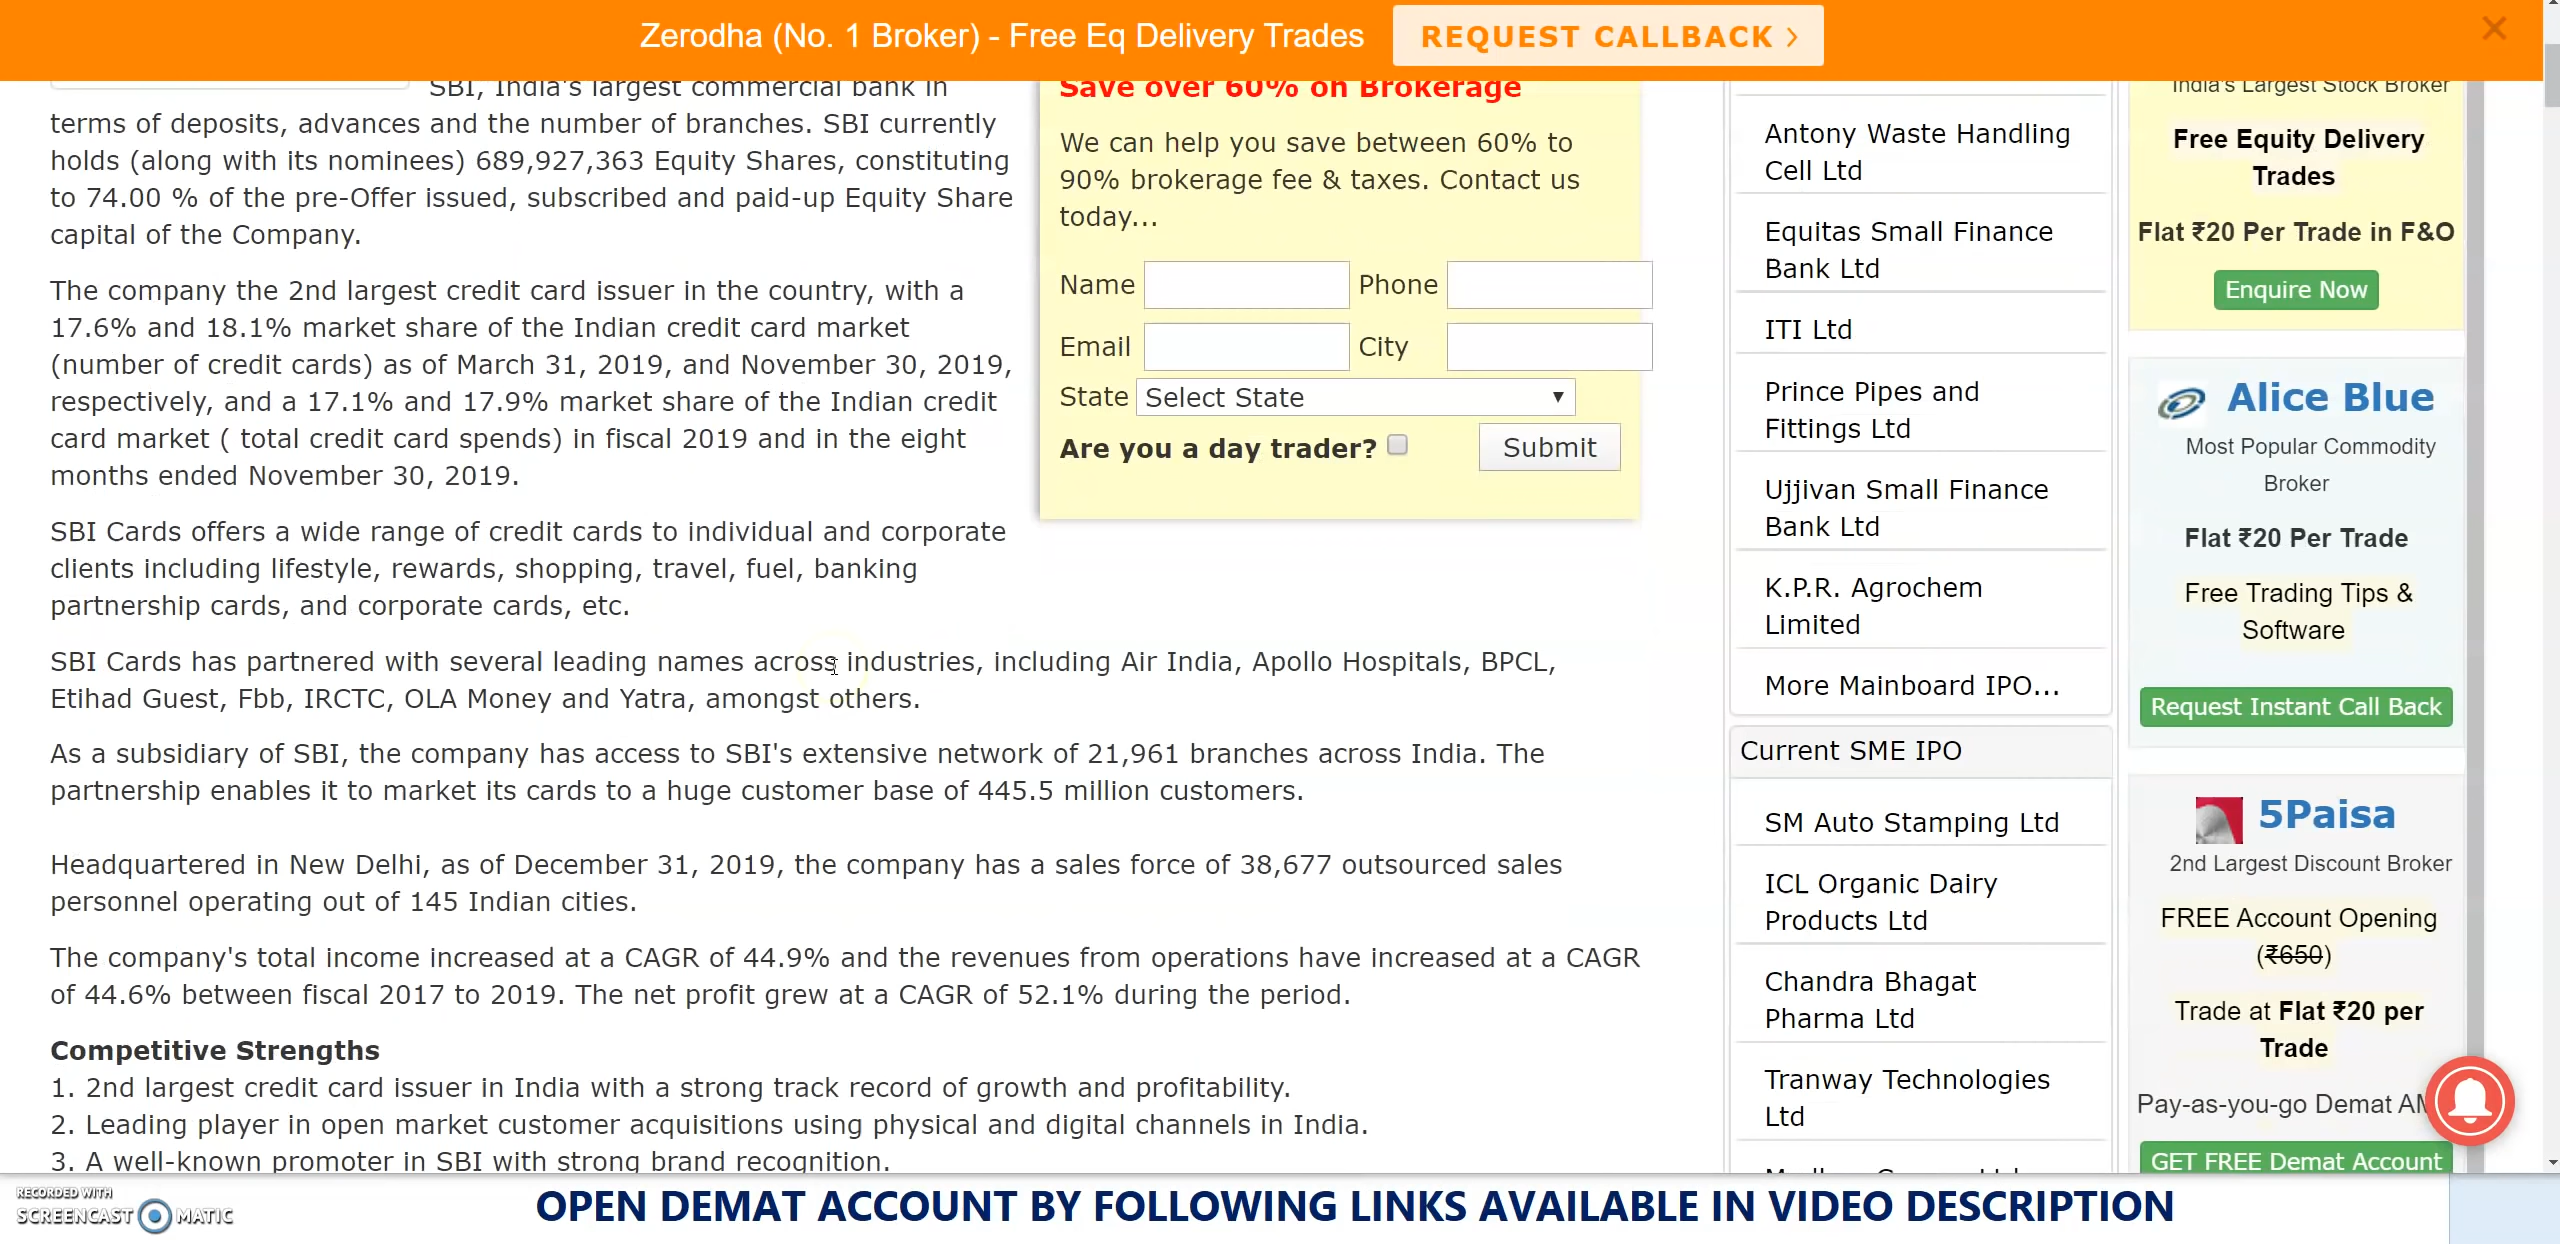 Zerodha (No. 1 Broker) - Free Eq Delivery Trades
REQUEST CALLBACK >
×
SBI, India's largest commercial bank in
terms of deposits, advances and the number of branches. SBI currently
holds (along with its nominees) 689,927,363 Equity Shares, constituting
to 74.00 % of the pre-Offer issued, subscribed and paid-up Equity Share
capital of the Company.
The company the 2nd largest credit card issuer in the country, with a
17.6% and 18.1% market share of the Indian credit card market
(number of credit cards) as of March 31, 2019, and November 30, 2019,
respectively, and a 17.1% and 17.9% market share of the Indian credit
card market ( total credit card spends) in fiscal 2019 and in the eight
months ended November 30, 2019.
SBI Cards offers a wide range of credit cards to individual and corporate
clients including lifestyle, rewards, shopping, travel, fuel, banking
partnership cards, and corporate cards, etc.
SBI Cards has partnered with several leading names across industries, including Air India, Apollo Hospitals, BPCL,
Etihad Guest, Fbb, IRCTC, OLA Money and Yatra, amongst others.
As a subsidiary of SBI, the company has access to SBI's extensive network of 21,961 branches across India. The
partnership enables it to market its cards to a huge customer base of 445.5 million customers.
Headquartered in New Delhi, as of December 31, 2019, the company has a sales force of 38,677 outsourced sales
personnel operating out of 145 Indian cities.
The company's total income increased at a CAGR of 44.9% and the revenues from operations have increased at a CAGR
of 44.6% between fiscal 2017 to 2019. The net profit grew at a CAGR of 52.1% during the period.
Competitive Strengths
1. 2nd largest credit card issuer in India with a strong track record of growth and profitability.
2. Leading player in open market customer acquisitions using physical and digital channels in India.
3. A well-known promoter in SBI with strong brand recognition.
Save over 60% on Brokerage
We can help you save between 60% to
90% brokerage fee & taxes. Contact us
today...
Name Phone
Email City
State Select State
Are you a day trader? Submit
Antony Waste Handling
Cell Ltd
Equitas Small Finance
Bank Ltd
ITI Ltd
Prince Pipes and
Fittings Ltd
Ujjivan Small Finance
Bank Ltd
K.P.R. Agrochem
Limited
More Mainboard IPO...
Current SME IPO
SM Auto Stamping Ltd
ICL Organic Dairy
Products Ltd
Chandra Bhagat
Pharma Ltd
Tranway Technologies
Ltd
India's Largest Stock Broker
Free Equity Delivery
Trades
Flat ₹20 Per Trade in F&O
Enquire Now
Alice Blue
Most Popular Commodity
Broker
Flat ₹20 Per Trade
Free Trading Tips &
Software
Request Instant Call Back
5Paisa
2nd Largest Discount Broker
FREE Account Opening
(₹650)
Trade at Flat ₹20 per
Trade
Pay-as-you-go Demat
GET FREE Demat Account
RECORDED WITH
SCREENCAST MATIC
OPEN DEMAT ACCOUNT BY FOLLOWING LINKS AVAILABLE IN VIDEO DESCRIPTION